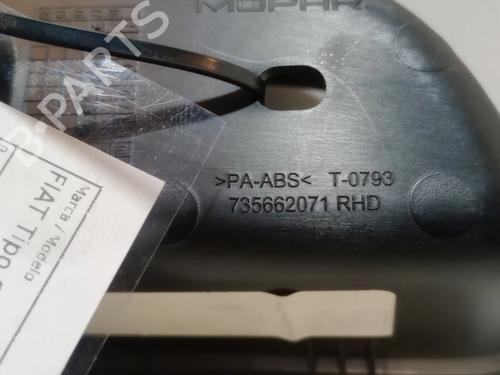 MOPAR
B-PARTS
>PA-ABS< T-0793
735662071 RHD
Marca / Modelo
FIAT Tipo